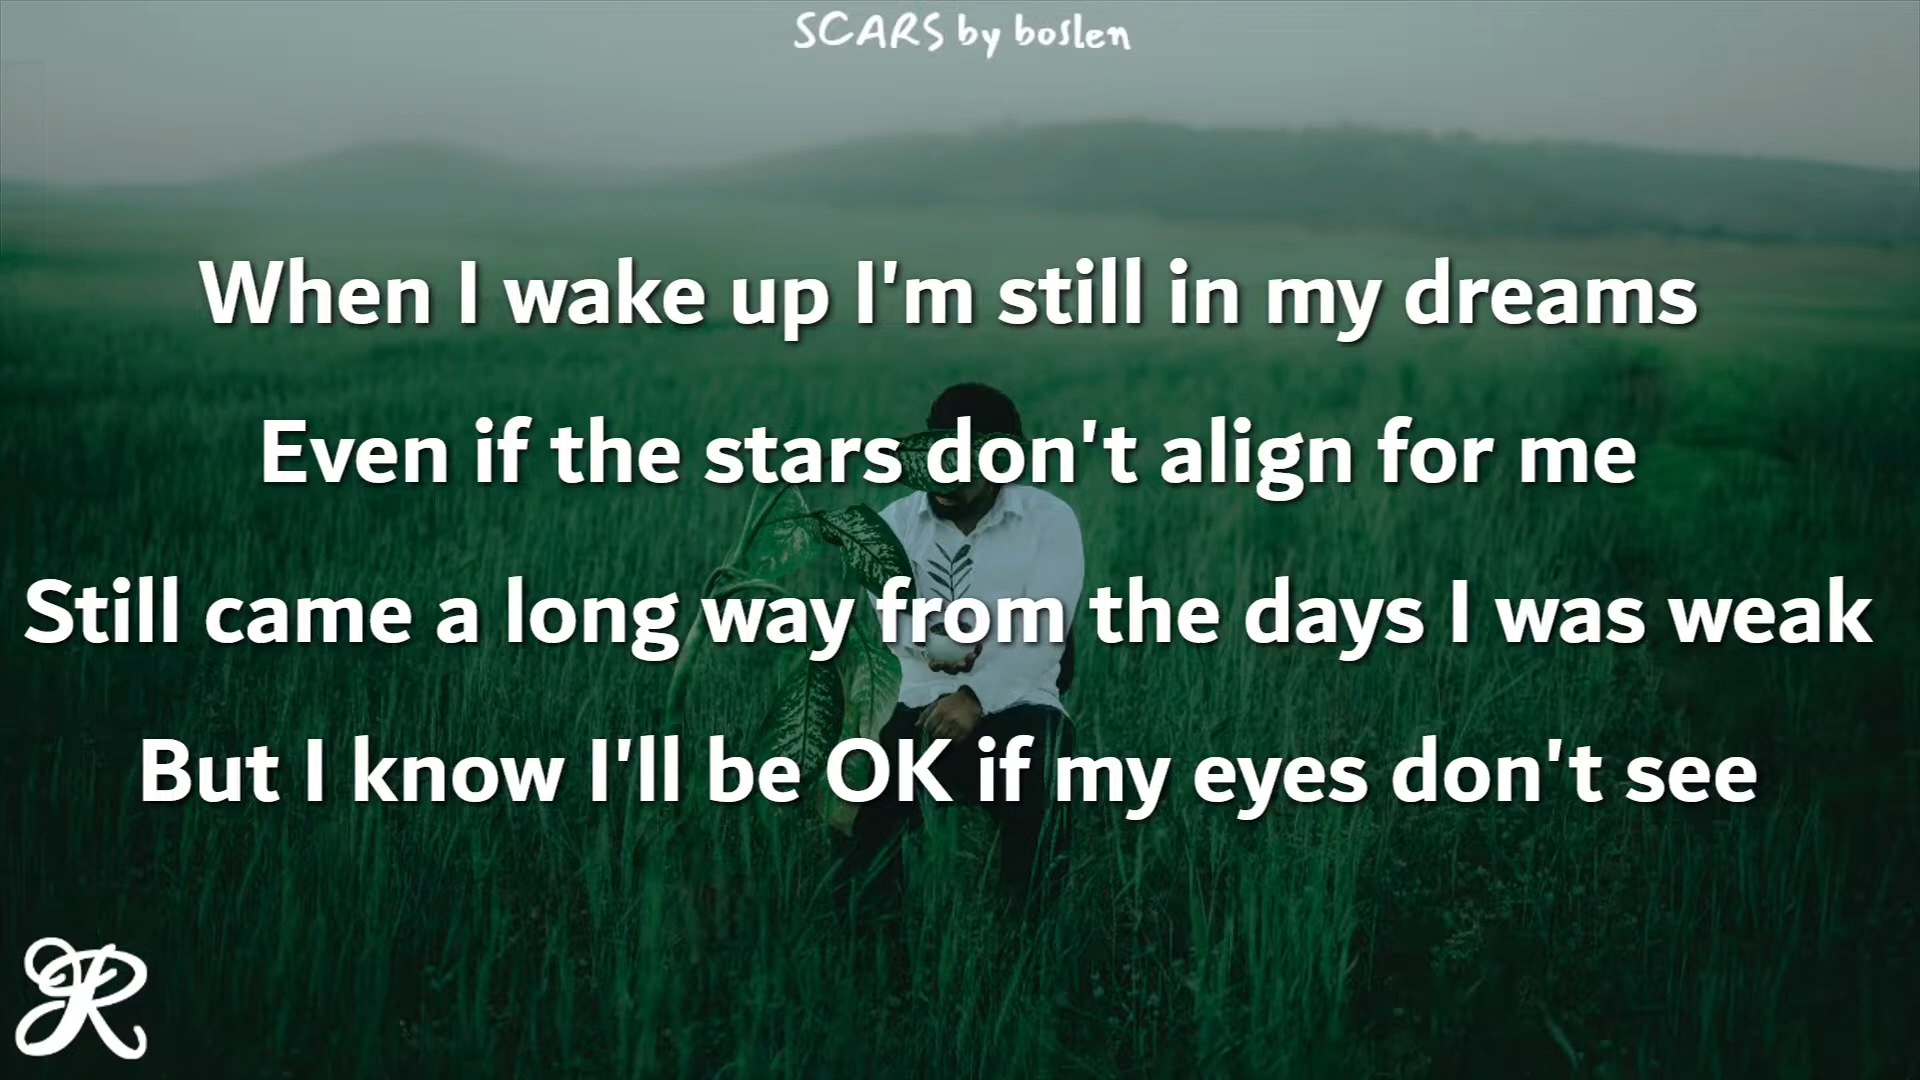 SCARS by boslen
When I wake up I'm still in my dreams
Even if the stars don't align for me
Still came a long way from the days I was weak
But I know I'll be OK if my eyes don't see
R